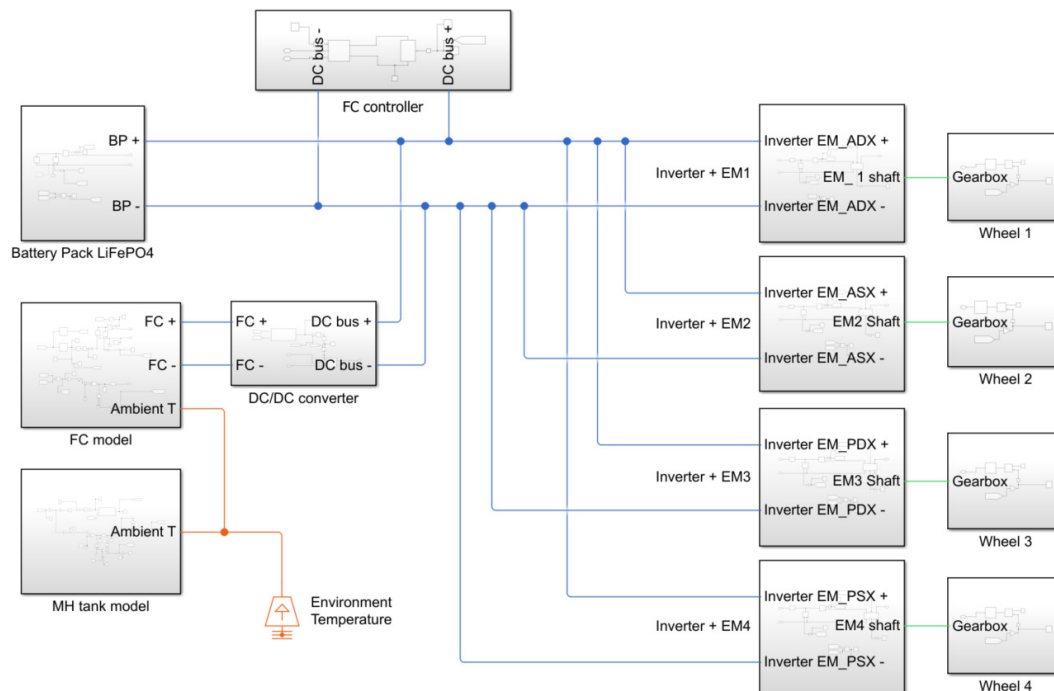 DC bus -
DC bus +
FC controller
BP +
BP -
Battery Pack LiFePO4
Inverter + EM1
Inverter EM_ADX +
EM_ 1 shaft
Inverter EM_ADX -
Gearbox
Wheel 1
FC +
FC -
Ambient T
FC model
FC +
FC -
DC bus +
DC bus -
DC/DC converter
Inverter + EM2
Inverter EM_ASX +
EM2 Shaft
Inverter EM_ASX -
Gearbox
Wheel 2
Ambient T
MH tank model
Environment
Temperature
Inverter + EM3
Inverter EM_PDX +
EM3 Shaft
Inverter EM_PDX -
Gearbox
Wheel 3
Inverter + EM4
Inverter EM_PSX +
EM4 shaft
Inverter EM_PSX -
Gearbox
Wheel 4